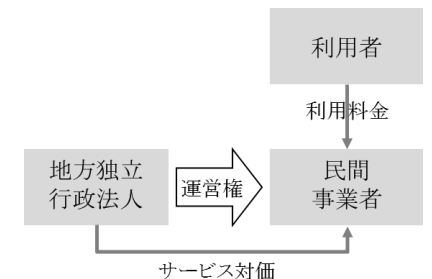 利用者
利用料金
地方独立
行政法人
運営権
民間
事業者
サービス対価